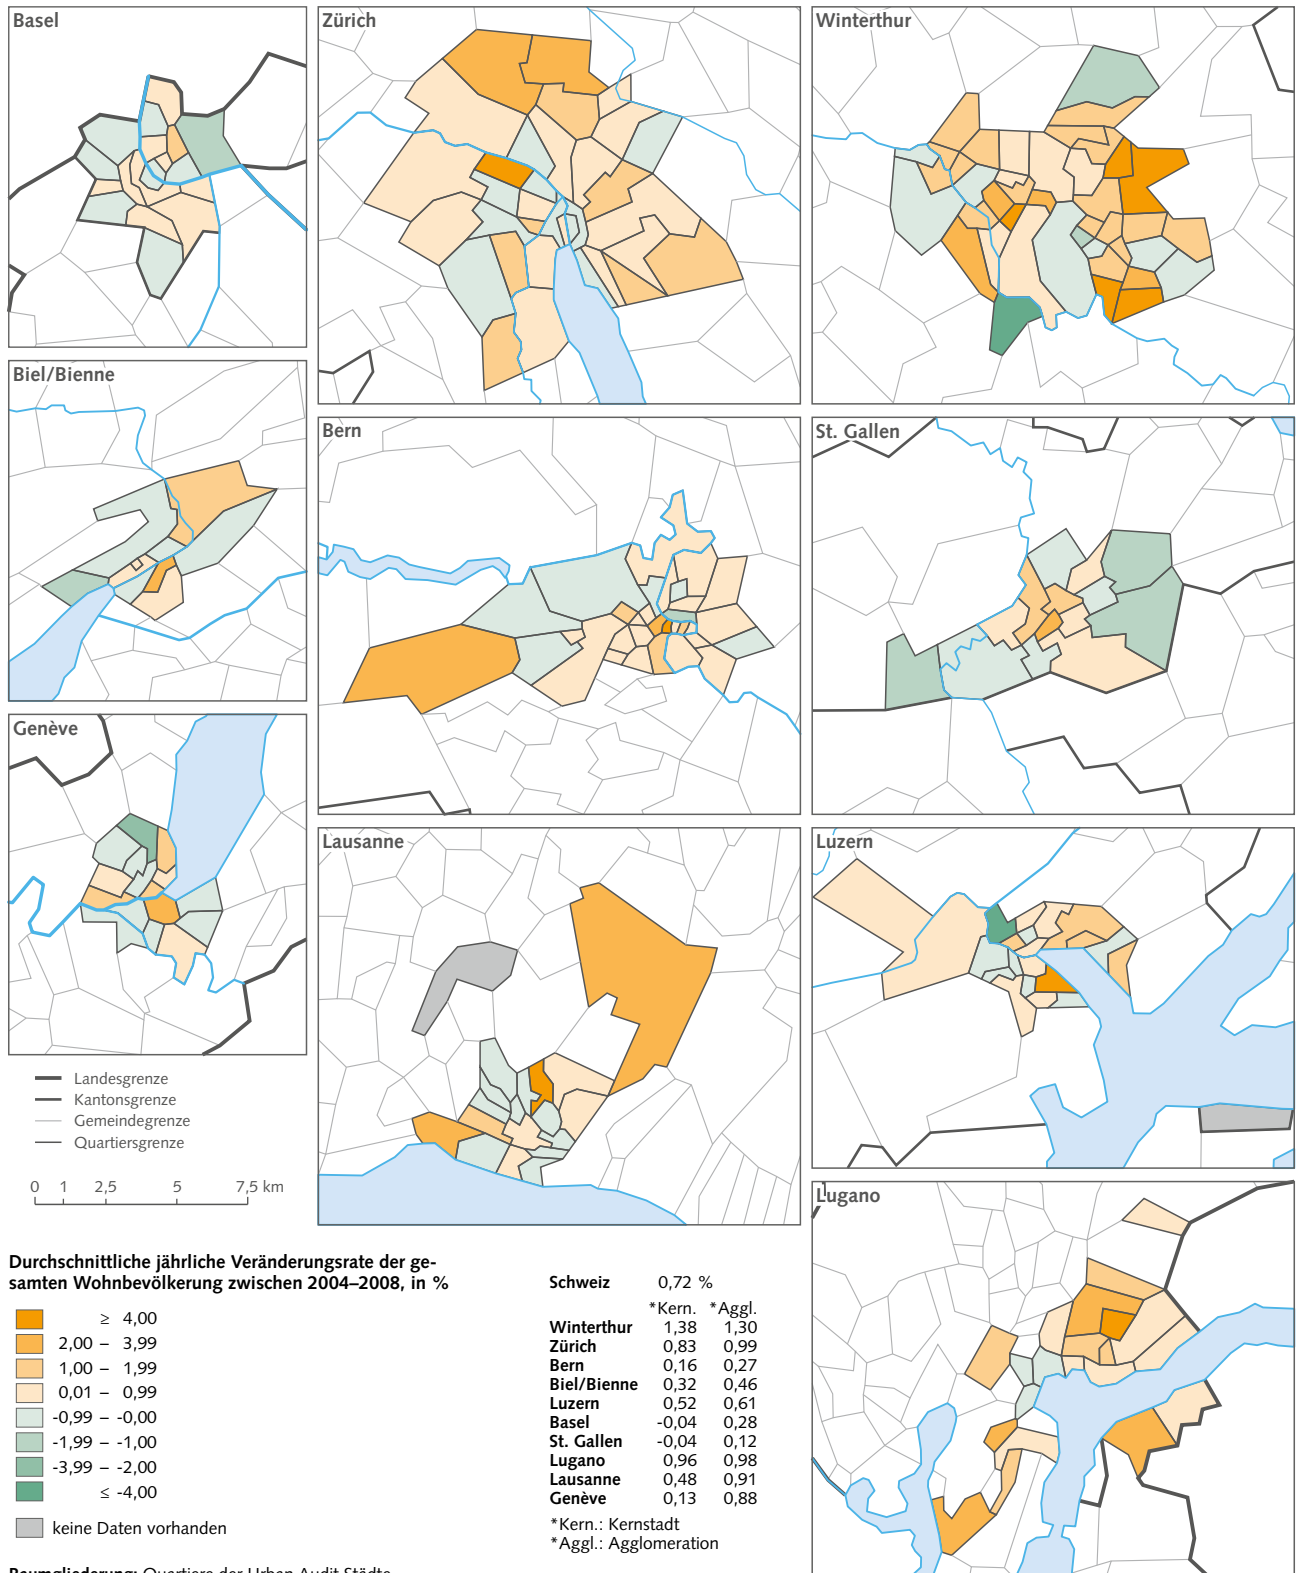 Basel
Zürich
Winterthur
Biel/Bienne
Bern
St. Gallen
Genève
Lausanne
Luzern
Lugano
Landesgrenze
Kantonsgrenze
Gemeindegrenze
Quartiersgrenze
0 1 2,5 5 7,5 km
Durchschnittliche jährliche Veränderungsrate der ge-
samten Wohnbevölkerung zwischen 2004–2008, in %
≥ 4,00
2,00 – 3,99
1,00 – 1,99
0,01 – 0,99
-0,99 – -0,00
-1,99 – -1,00
-3,99 – -2,00
≤ -4,00
keine Daten vorhanden
Raumgliederung: Quartiere der Urban Audit Städte
Schweiz 0,72 %
*Kern. *Aggl.
Winterthur 1,38 1,30
Zürich 0,83 0,99
Bern 0,16 0,27
Biel/Bienne 0,32 0,46
Luzern 0,52 0,61
Basel -0,04 0,28
St. Gallen -0,04 0,12
Lugano 0,96 0,98
Lausanne 0,48 0,91
Genève 0,13 0,88
*Kern.: Kernstadt
*Aggl.: Agglomeration